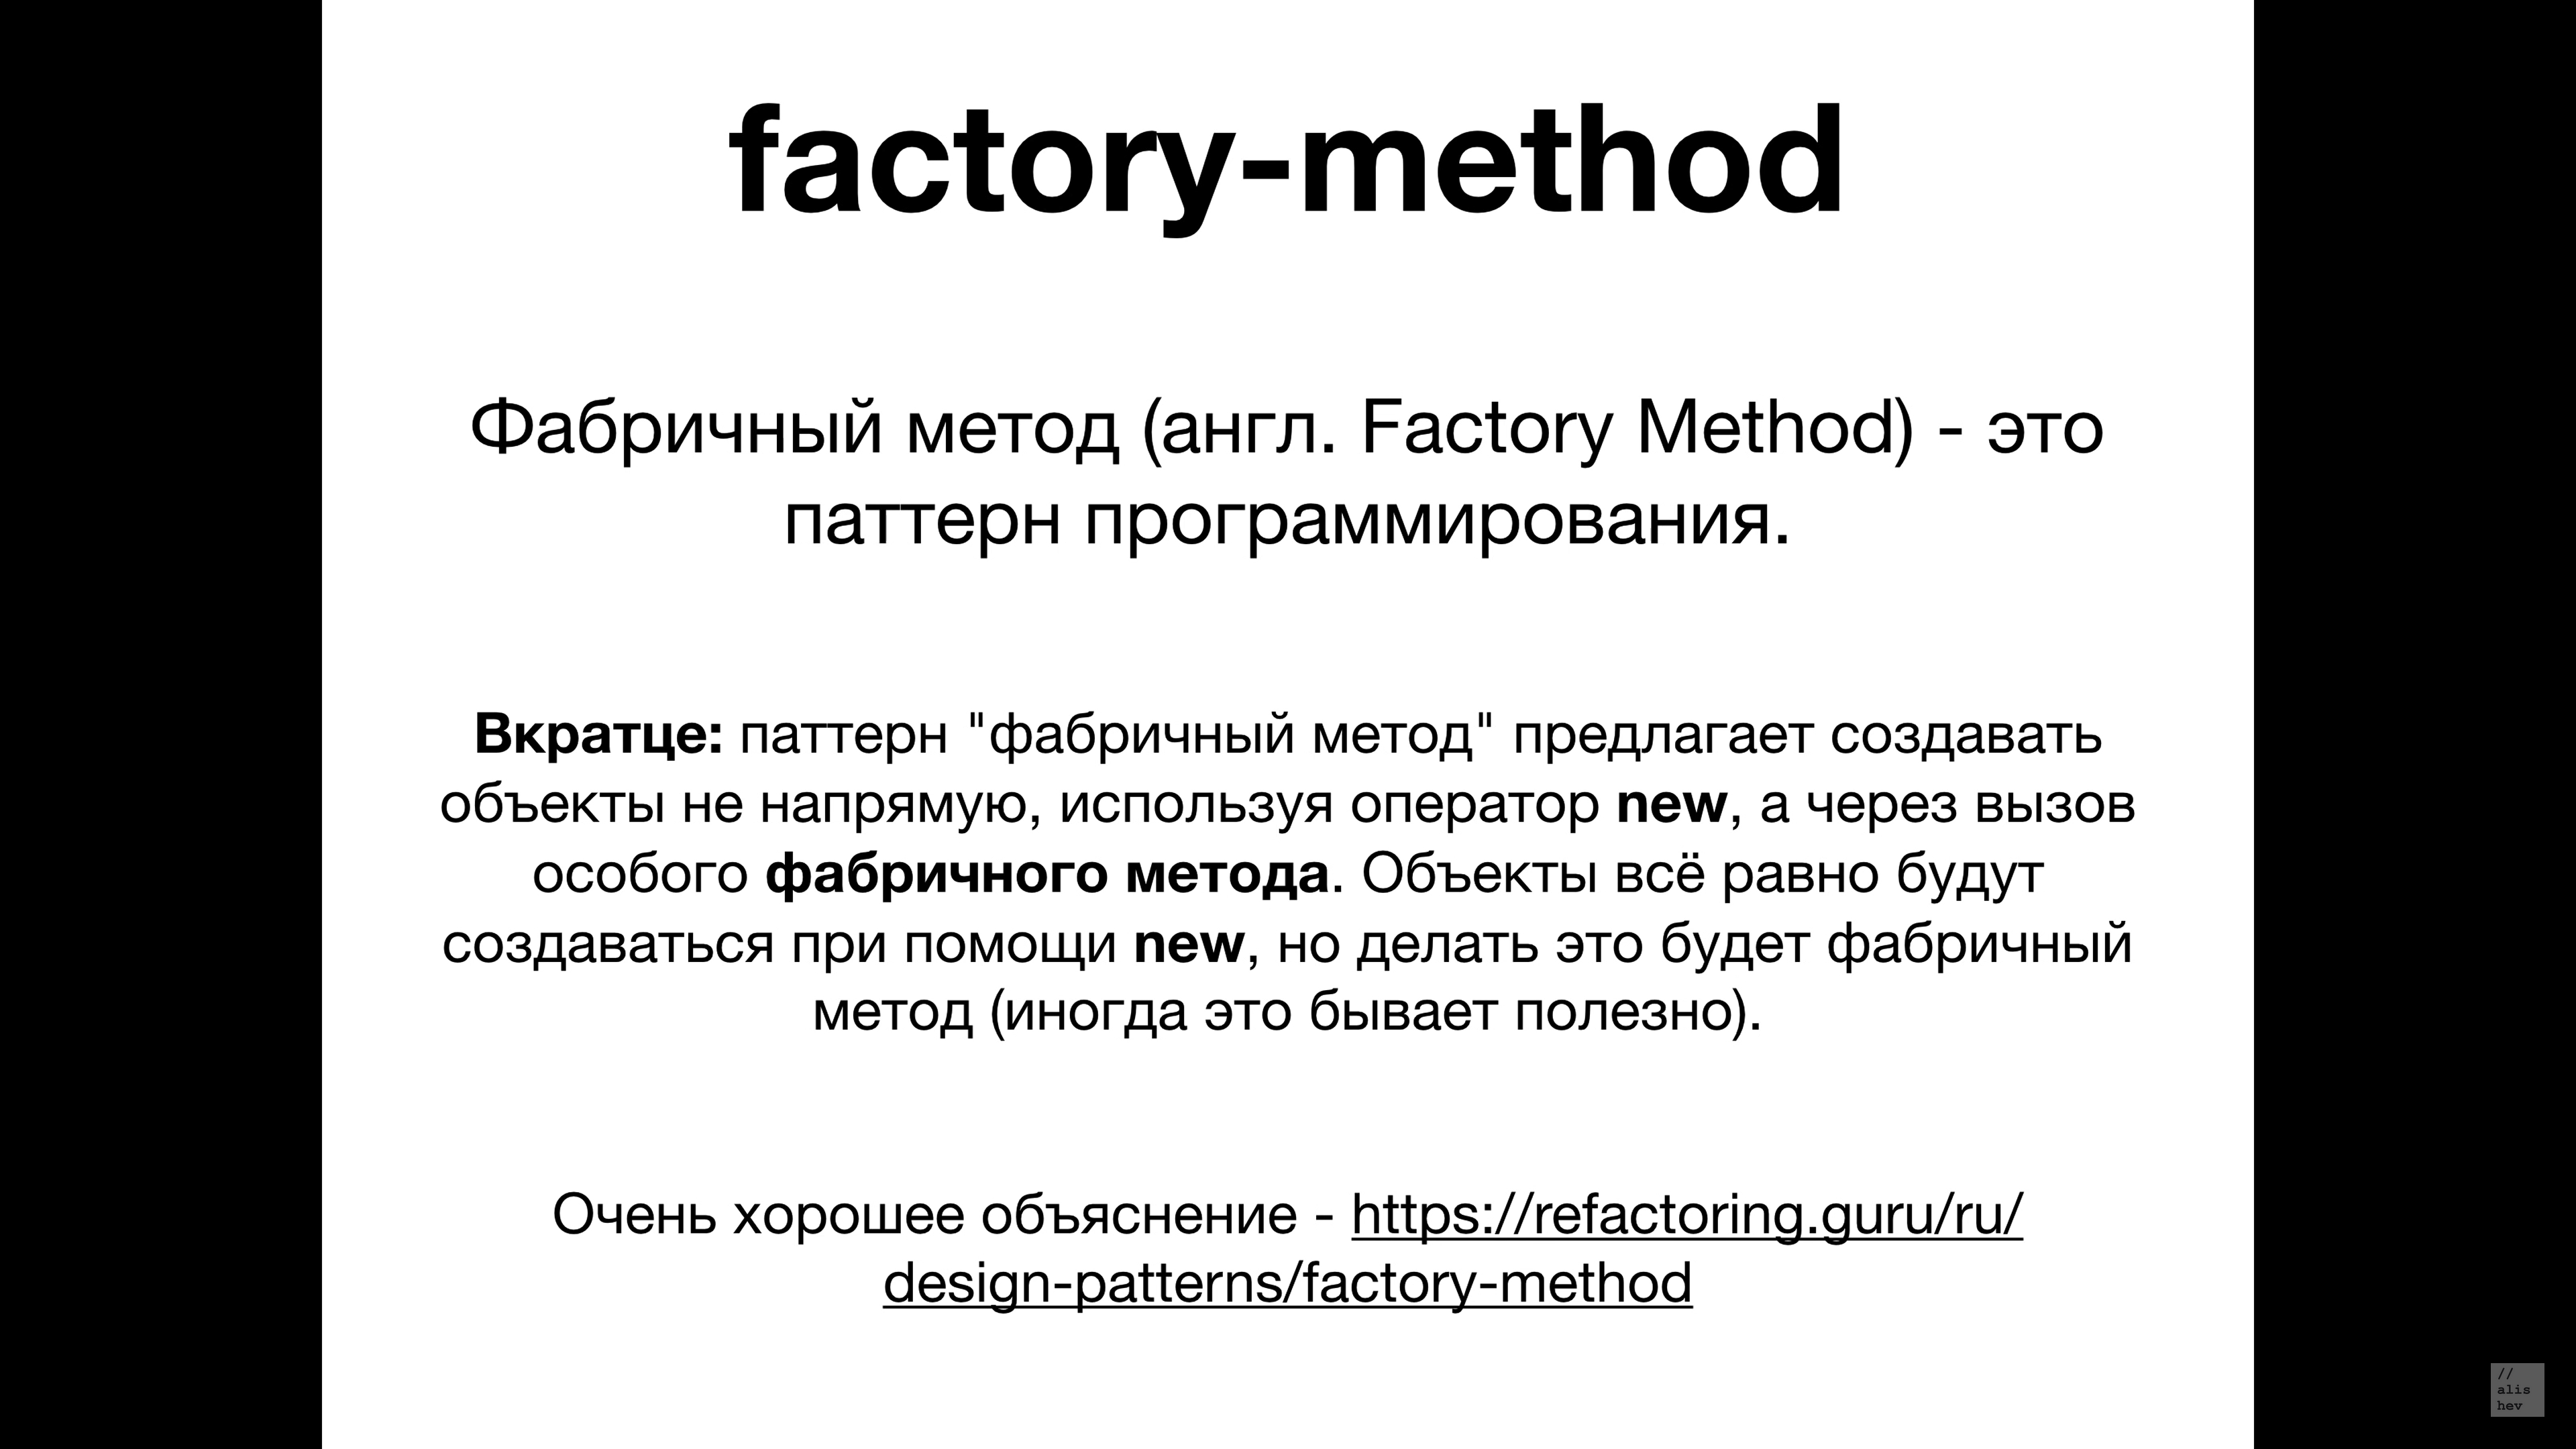 factory-method
Фабричный метод (англ. Factory Method) - это
паттерн программирования.
Вкратце: паттерн "фабричный метод" предлагает создавать
объекты не напрямую, используя оператор new, а через вызов
особого фабричного метода. Объекты всё равно будут
создаваться при помощи new, но делать это будет фабричный
метод (иногда это бывает полезно).
Очень хорошее объяснение - https://refactoring.guru/ru/
design-patterns/factory-method
//
alis
hev